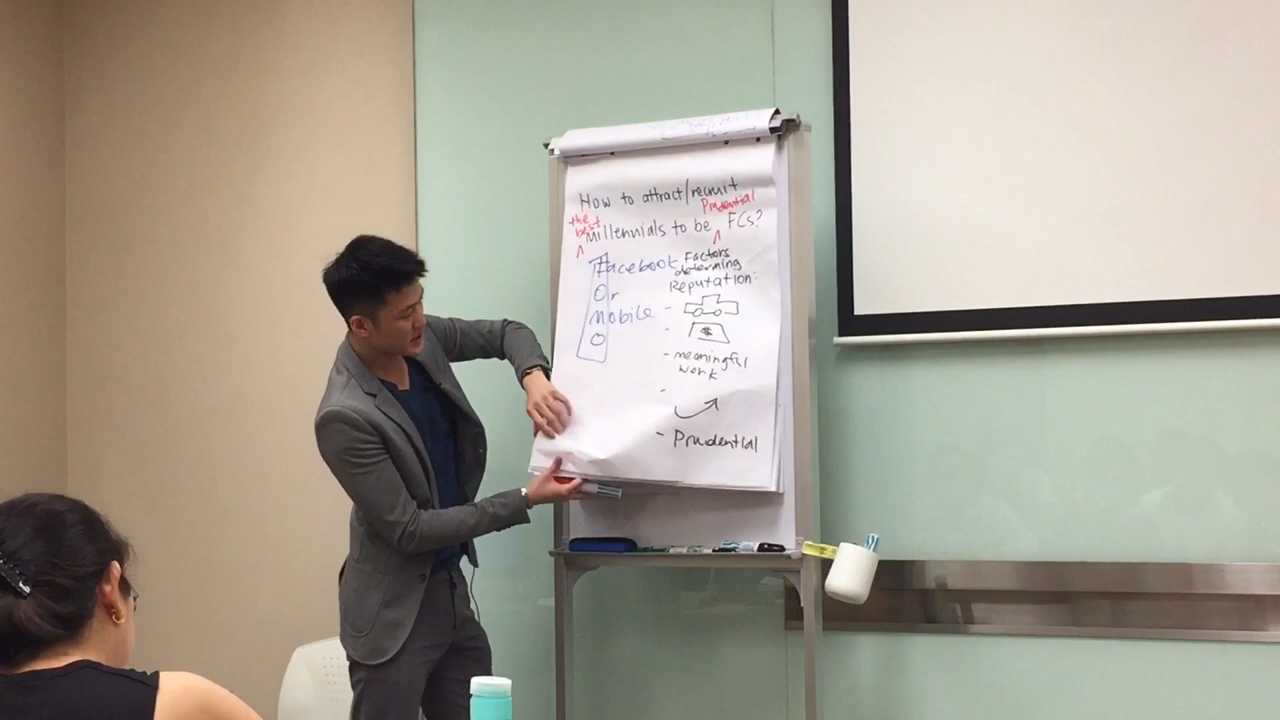 How to attract/recruit
Prudential
the best
Millennials to be FCs?
Facebook
Or
Mobile
O
Factors
determing
Reputation:
-
- $
- meaningful
work
-
- Prudential